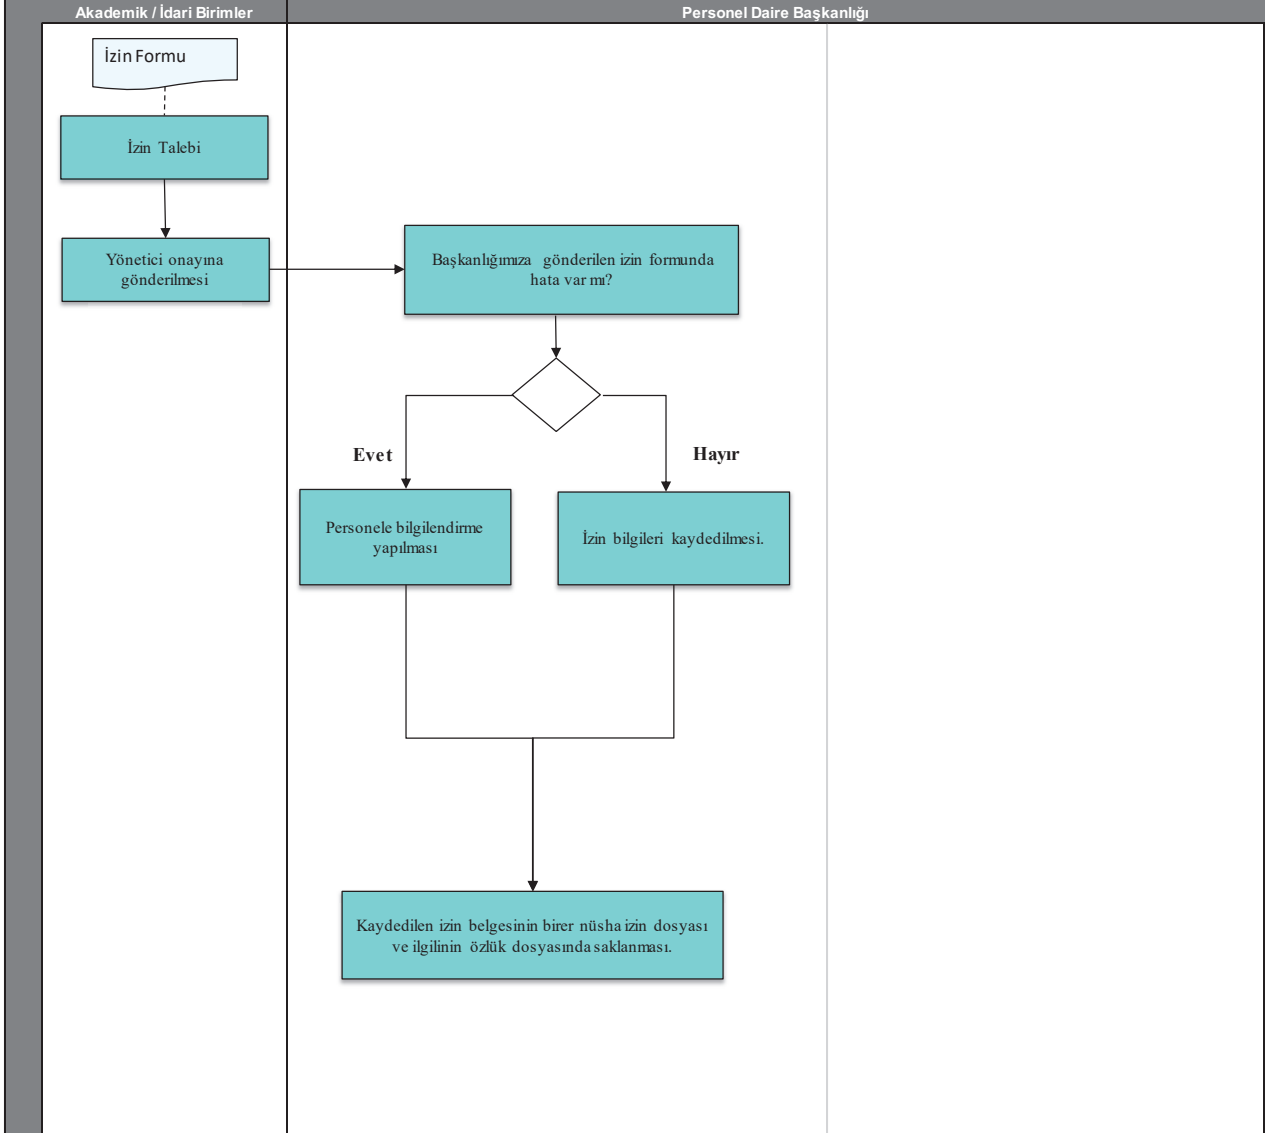 Akademik / İdari Birimler
Personel Daire Başkanlığı
İzin Formu
İzin Talebi
Yönetici onayına
gönderilmesi
Başkanlığımıza gönderilen izin formunda
hata var mı?
Evet
Hayır
Personele bilgilendirme
yapılması
İzin bilgileri kaydedilmesi.
Kaydedilen izin belgesinin birer nüsha izin dosyası
ve ilgilinin özlük dosyasında saklanması.